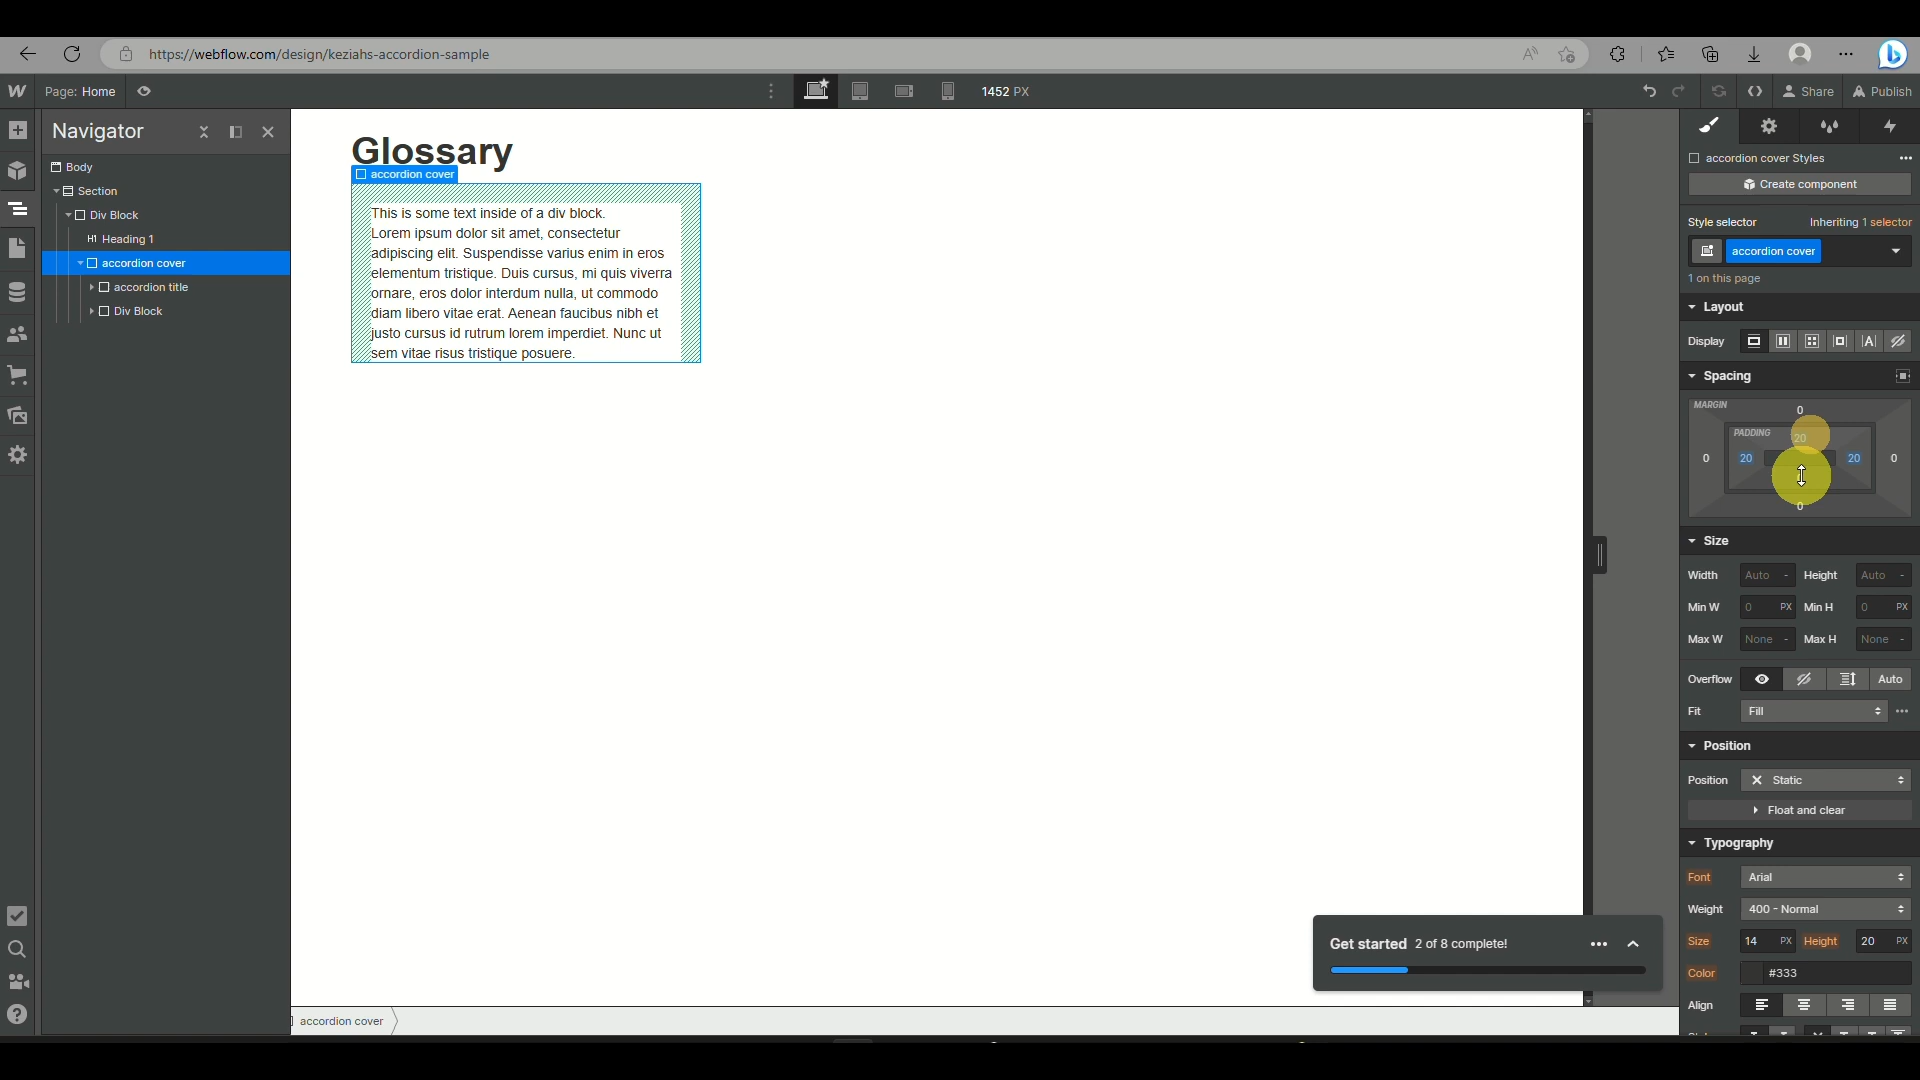 https://webflow.com/design/keziahs-accordion-sample
Page: Home
1452 PX
Share
Publish
Navigator
Body
Section
Div Block
H1 Heading 1
accordion cover
accordion title
Div Block
Glossary
accordion cover
This is some text inside of a div block.
Lorem ipsum dolor sit amet, consectetur
adipiscing elit. Suspendisse varius enim in eros
elementum tristique. Duis cursus, mi quis viverra
ornare, eros dolor interdum nulla, ut commodo
diam libero vitae erat. Aenean faucibus nibh et
justo cursus id rutrum lorem imperdiet. Nunc ut
sem vitae risus tristique posuere.
Get started 2 of 8 complete!
accordion cover
accordion cover Styles
Create component
Style selector Inheriting 1 selector
accordion cover
1 on this page
Layout
Display
Spacing
MARGIN 0
PADDING 20
0 20 20 0
0
Size
Width Auto - Height Auto -
Min W 0 PX Min H 0 PX
Max W None - Max H None -
Overflow Auto
Fit Fill
Position
Position Static
Float and clear
Typography
Font Arial
Weight 400 - Normal
Size 14 PX Height 20 PX
Color #333
Align